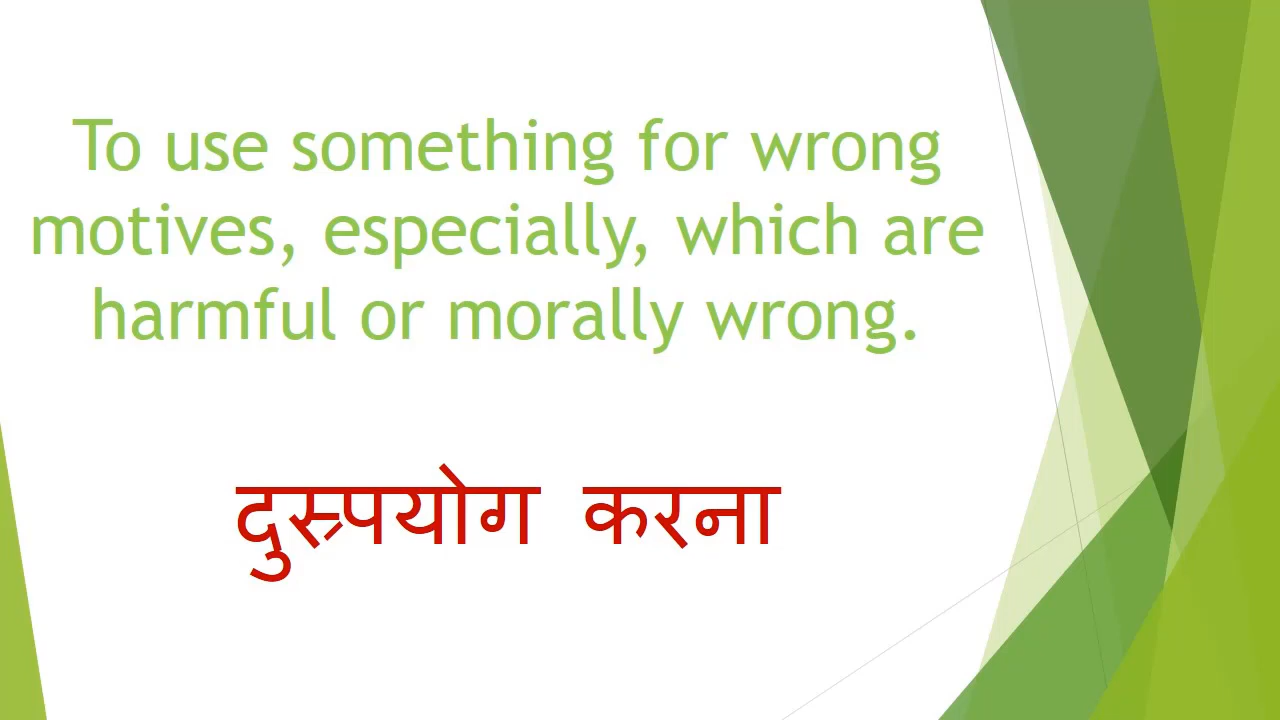 To use something for wrong
motives, especially, which are
harmful or morally wrong.
दुस्र्पयोग करना